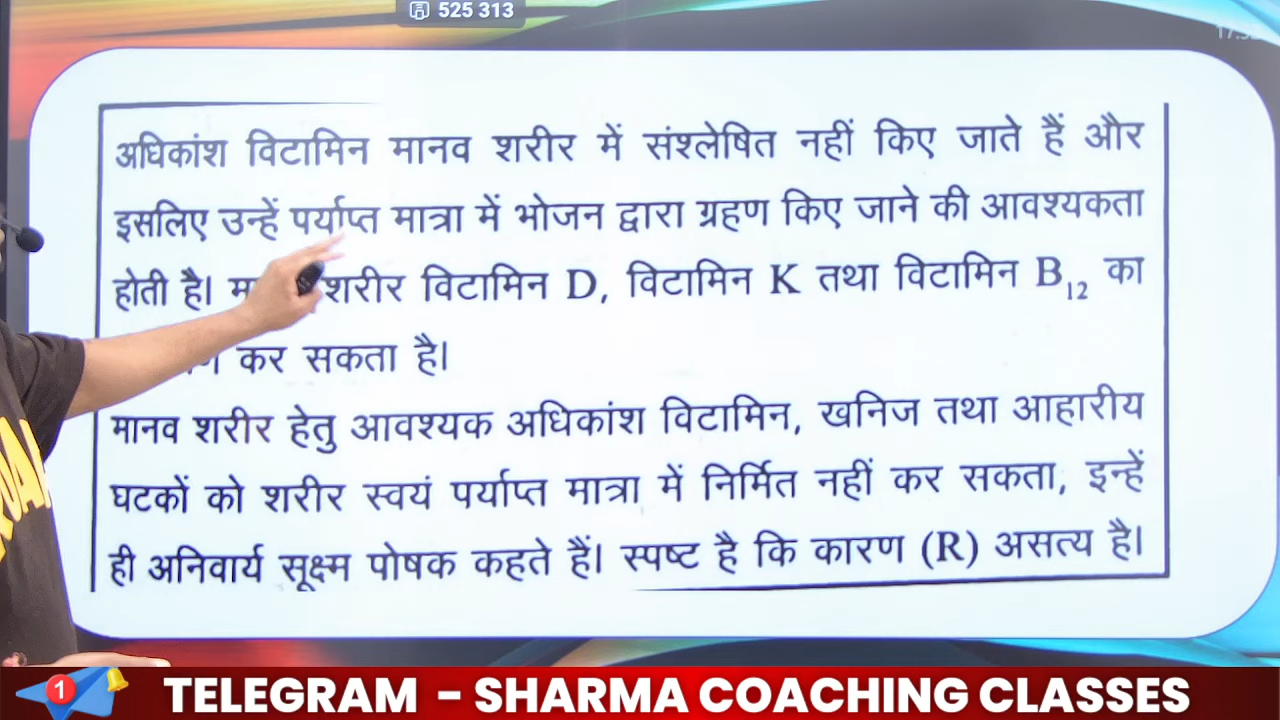 525 313
अधिकांश विटामिन मानव शरीर में संश्लेषित नहीं किए जाते हैं और
इसलिए उन्हें पर्याप्त मात्रा में भोजन द्वारा ग्रहण किए जाने की आवश्यकता
होती है। शरीर विटामिन D, विटामिन K तथा विटामिन B₁₂ का
कर सकता है।
मानव शरीर हेतु आवश्यक अधिकांश विटामिन, खनिज तथा आहारीय
घटकों को शरीर स्वयं पर्याप्त मात्रा में निर्मित नहीं कर सकता, इन्हें
ही अनिवार्य सूक्ष्म पोषक कहते हैं। स्पष्ट है कि कारण (R) असत्य है।
1
TELEGRAM - SHARMA COACHING CLASSES